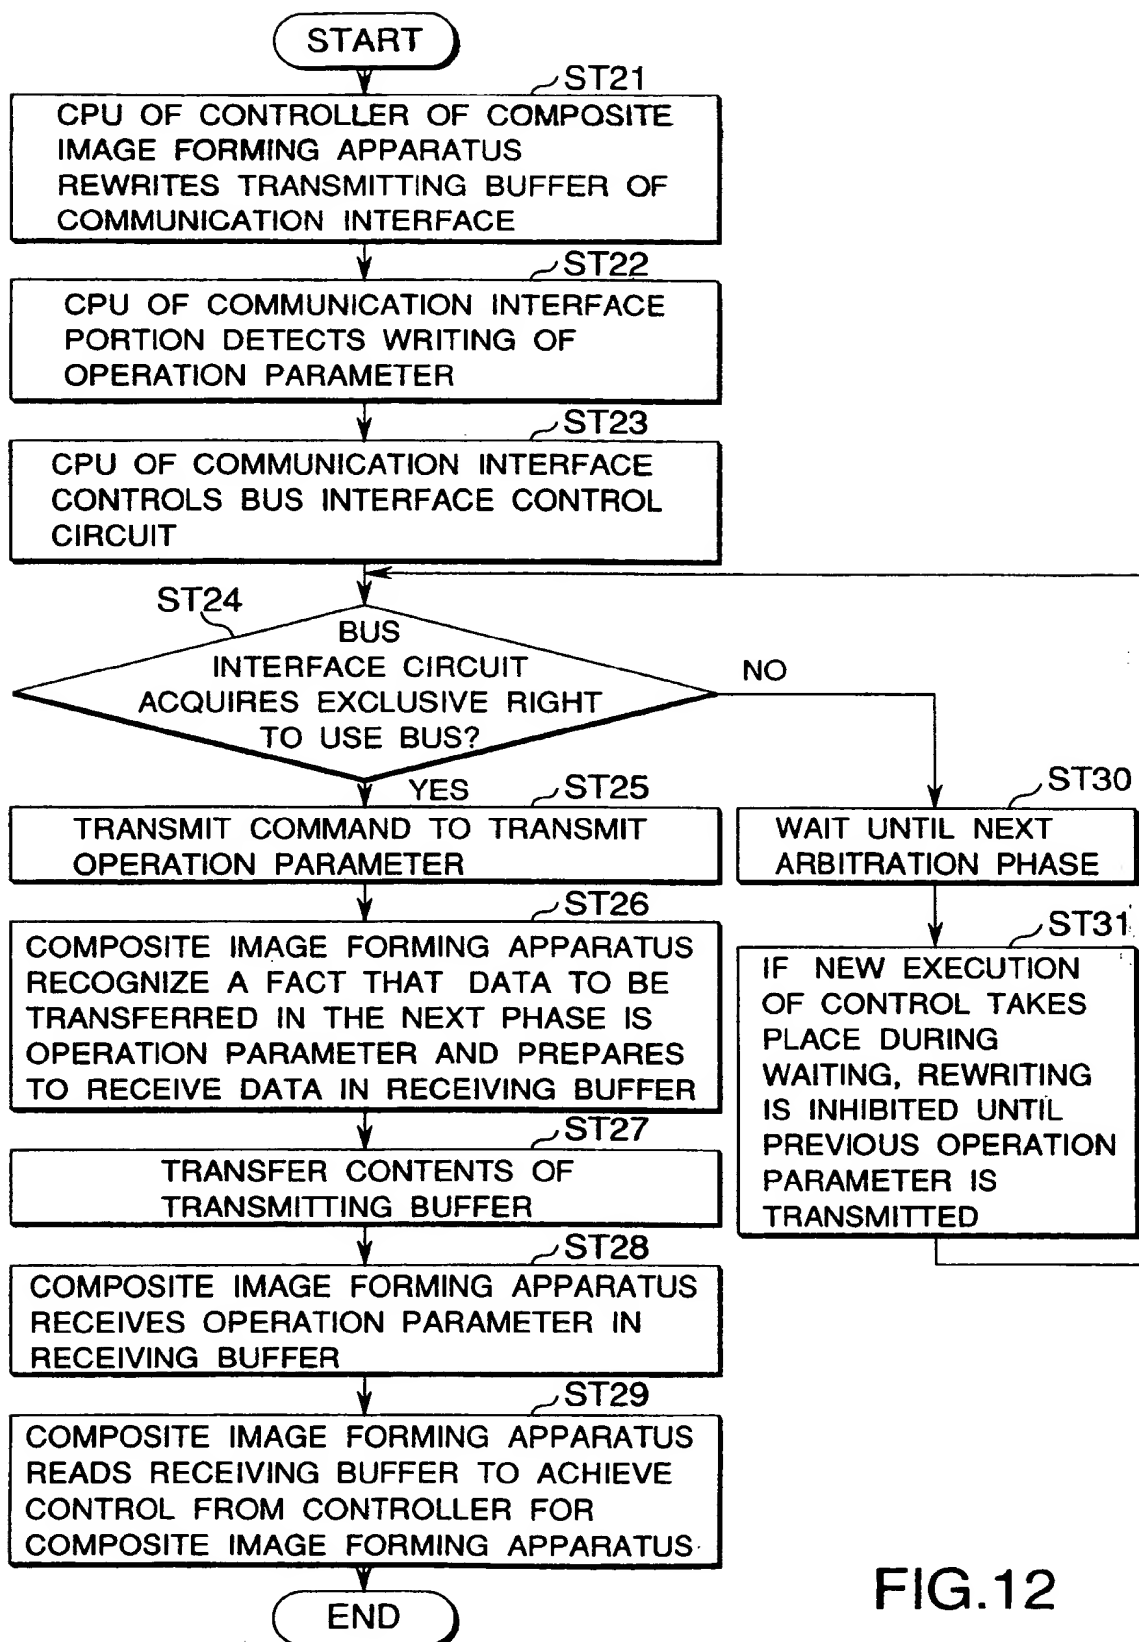 START
ST21
CPU OF CONTROLLER OF COMPOSITE
IMAGE FORMING APPARATUS
REWRITES TRANSMITTING BUFFER OF
COMMUNICATION INTERFACE
ST22
CPU OF COMMUNICATION INTERFACE
PORTION DETECTS WRITING OF
OPERATION PARAMETER
ST23
CPU OF COMMUNICATION INTERFACE
CONTROLS BUS INTERFACE CONTROL
CIRCUIT
ST24
BUS
INTERFACE CIRCUIT
ACQUIRES EXCLUSIVE RIGHT
TO USE BUS?
NO
YES
ST25
TRANSMIT COMMAND TO TRANSMIT
OPERATION PARAMETER
ST26
COMPOSITE IMAGE FORMING APPARATUS
RECOGNIZE A FACT THAT DATA TO BE
TRANSFERRED IN THE NEXT PHASE IS
OPERATION PARAMETER AND PREPARES
TO RECEIVE DATA IN RECEIVING BUFFER
ST27
TRANSFER CONTENTS OF
TRANSMITTING BUFFER
ST28
COMPOSITE IMAGE FORMING APPARATUS
RECEIVES OPERATION PARAMETER IN
RECEIVING BUFFER
ST29
COMPOSITE IMAGE FORMING APPARATUS
READS RECEIVING BUFFER TO ACHIEVE
CONTROL FROM CONTROLLER FOR
COMPOSITE IMAGE FORMING APPARATUS
END
ST30
WAIT UNTIL NEXT
ARBITRATION PHASE
ST31
IF NEW EXECUTION
OF CONTROL TAKES
PLACE DURING
WAITING, REWRITING
IS INHIBITED UNTIL
PREVIOUS OPERATION
PARAMETER IS
TRANSMITTED
FIG.12